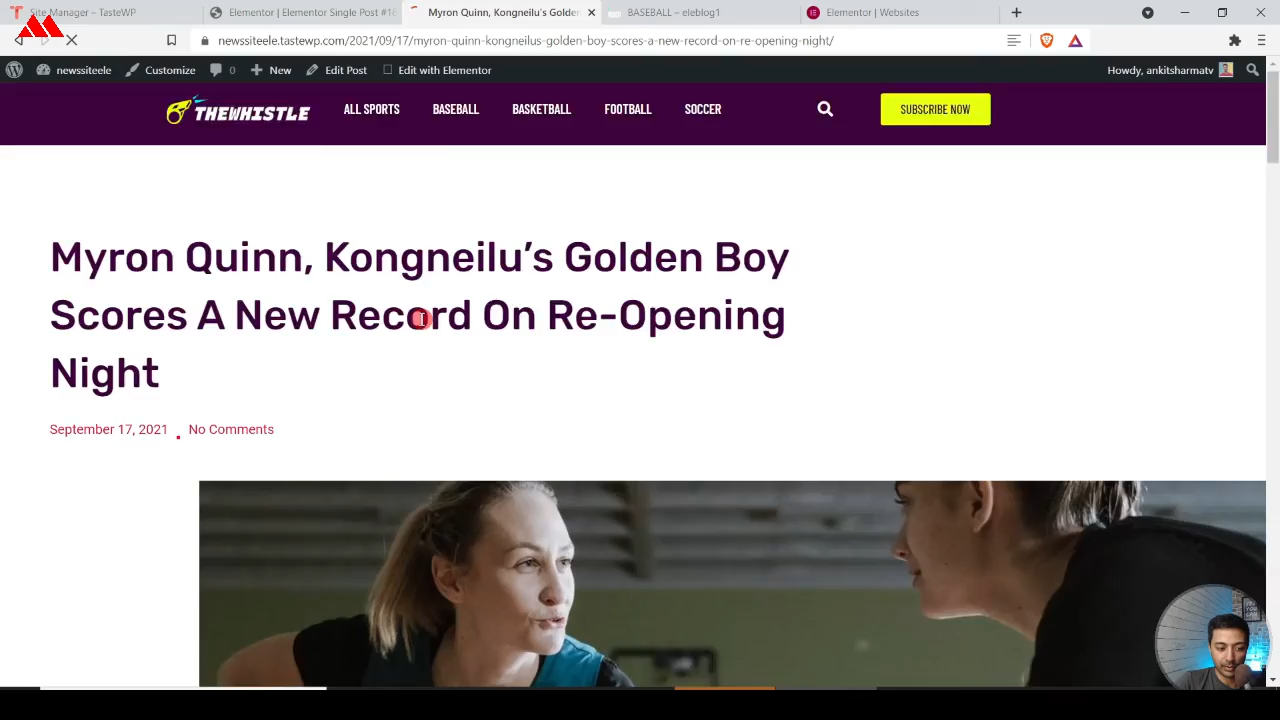 Site Manager – TasteWP
Elementor | Elementor Single Post #18
Myron Quinn, Kongneilu's Golden
BASEBALL – eleblog1
Elementor | Websites
newssiteele.tastewp.com/2021/09/17/myron-quinn-kongneilus-golden-boy-scores-a-new-record-on-re-opening-night/
newssiteele
Customize
0
New
Edit Post
Edit with Elementor
Howdy, ankitsharmatv
THEWHISTLE
ALL SPORTS
BASEBALL
BASKETBALL
FOOTBALL
SOCCER
SUBSCRIBE NOW
Myron Quinn, Kongneilu’s Golden Boy
Scores A New Record On Re-Opening
Night
September 17, 2021
No Comments